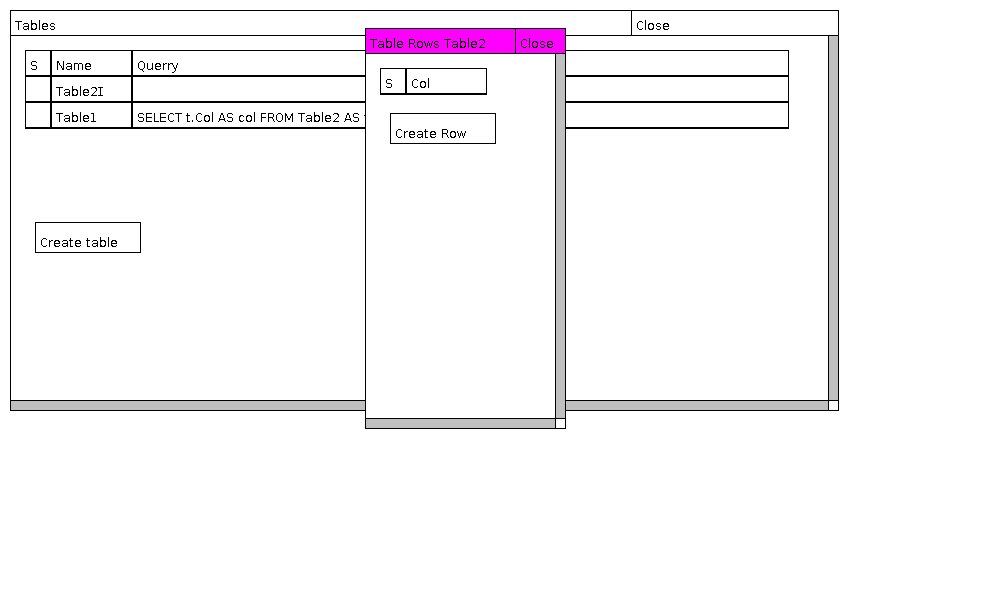 Tables Close
Table Rows Table2 Close
S Name Querry
S Col
Table2I
Table1 SELECT t.Col AS col FROM Table2 AS
Create Row
Create table